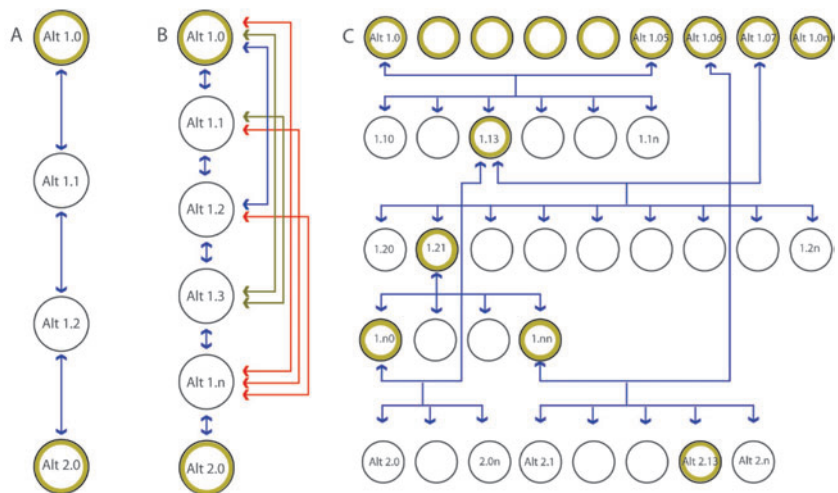 A
Alt 1.0
Alt 1.1
Alt 1.2
Alt 2.0
B
Alt 1.0
Alt 1.1
Alt 1.2
Alt 1.3
Alt 1.n
Alt 2.0
C
Alt 1.0
Alt 1.05
Alt 1.06
Alt 1.07
Alt 1.0n
1.10
1.13
1.1n
1.20
1.21
1.2n
1.n0
1.nn
Alt 2.0
2.0n
Alt 2.1
Alt 2.13
Alt 2.n